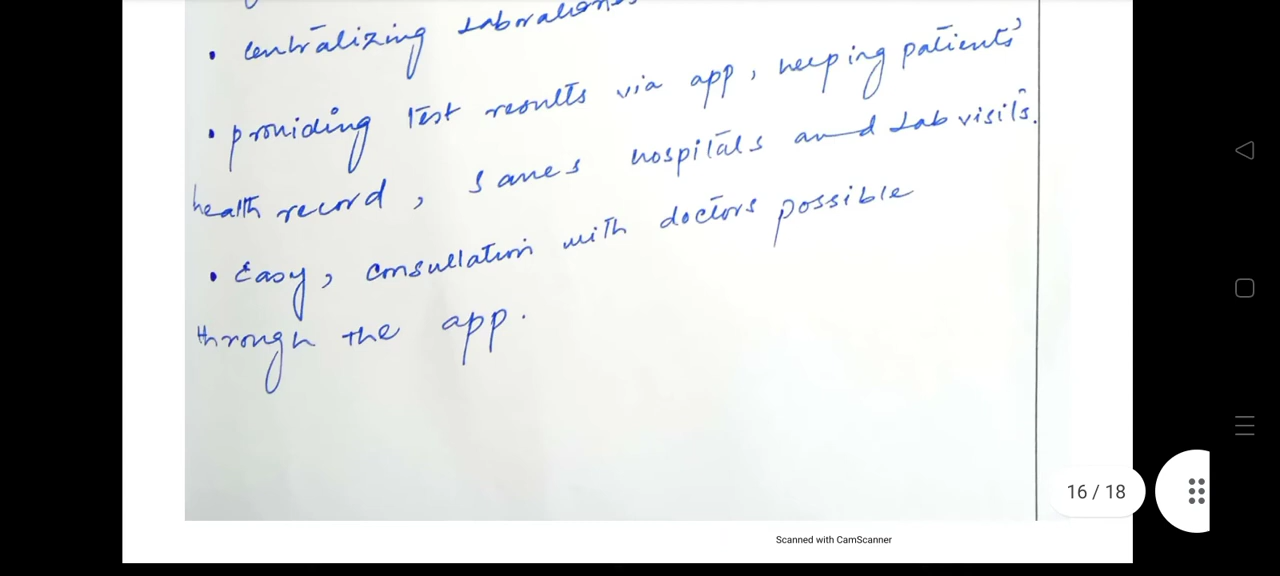 • Centralizing Laboratories
• providing Test results via app, keeping patients'
health record, saves hospitals and Lab visits.
• Easy, consultation with doctors possible
through the app.
16 / 18
Scanned with CamScanner